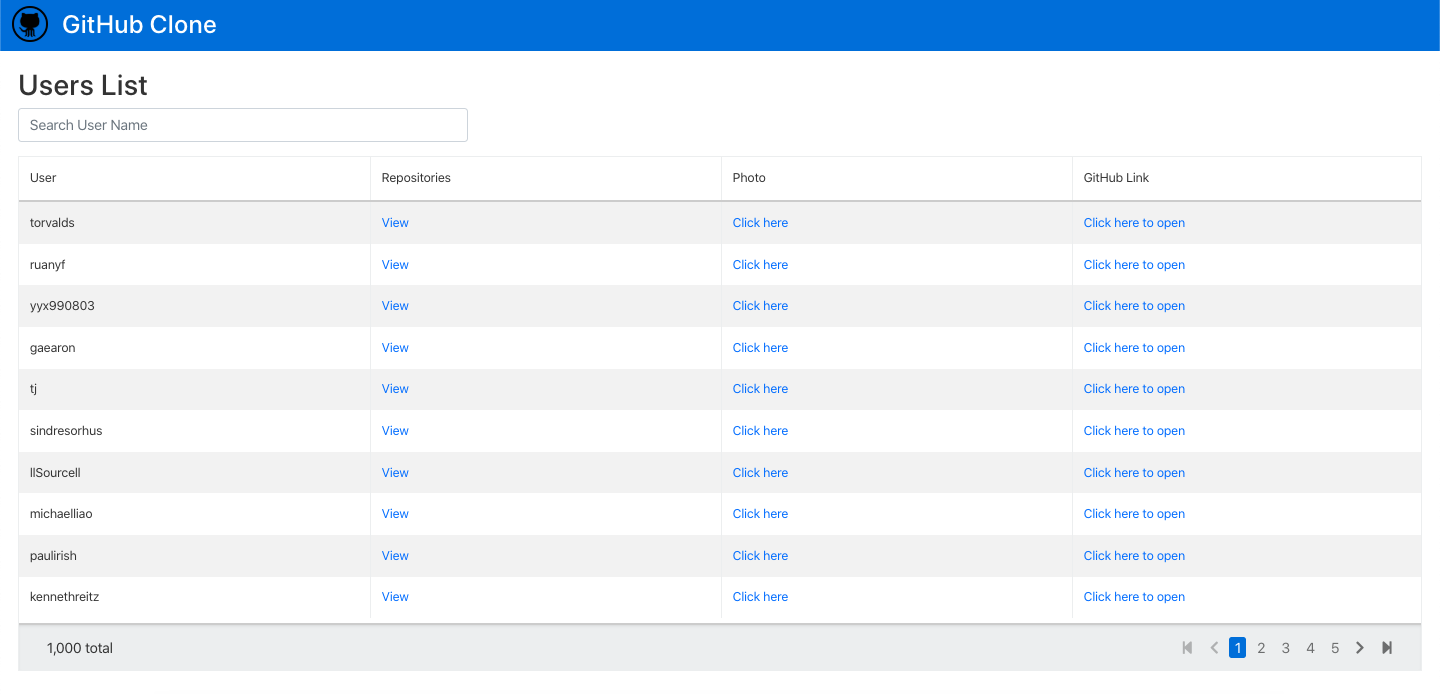 GitHub Clone
Users List
Search User Name
User Repositories Photo GitHub Link
torvalds View Click here Click here to open
ruanyf View Click here Click here to open
yyx990803 View Click here Click here to open
gaearon View Click here Click here to open
tj View Click here Click here to open
sindresorhus View Click here Click here to open
llSourcell View Click here Click here to open
michaelliao View Click here Click here to open
paulirish View Click here Click here to open
kennethreitz View Click here Click here to open
1,000 total 1 2 3 4 5